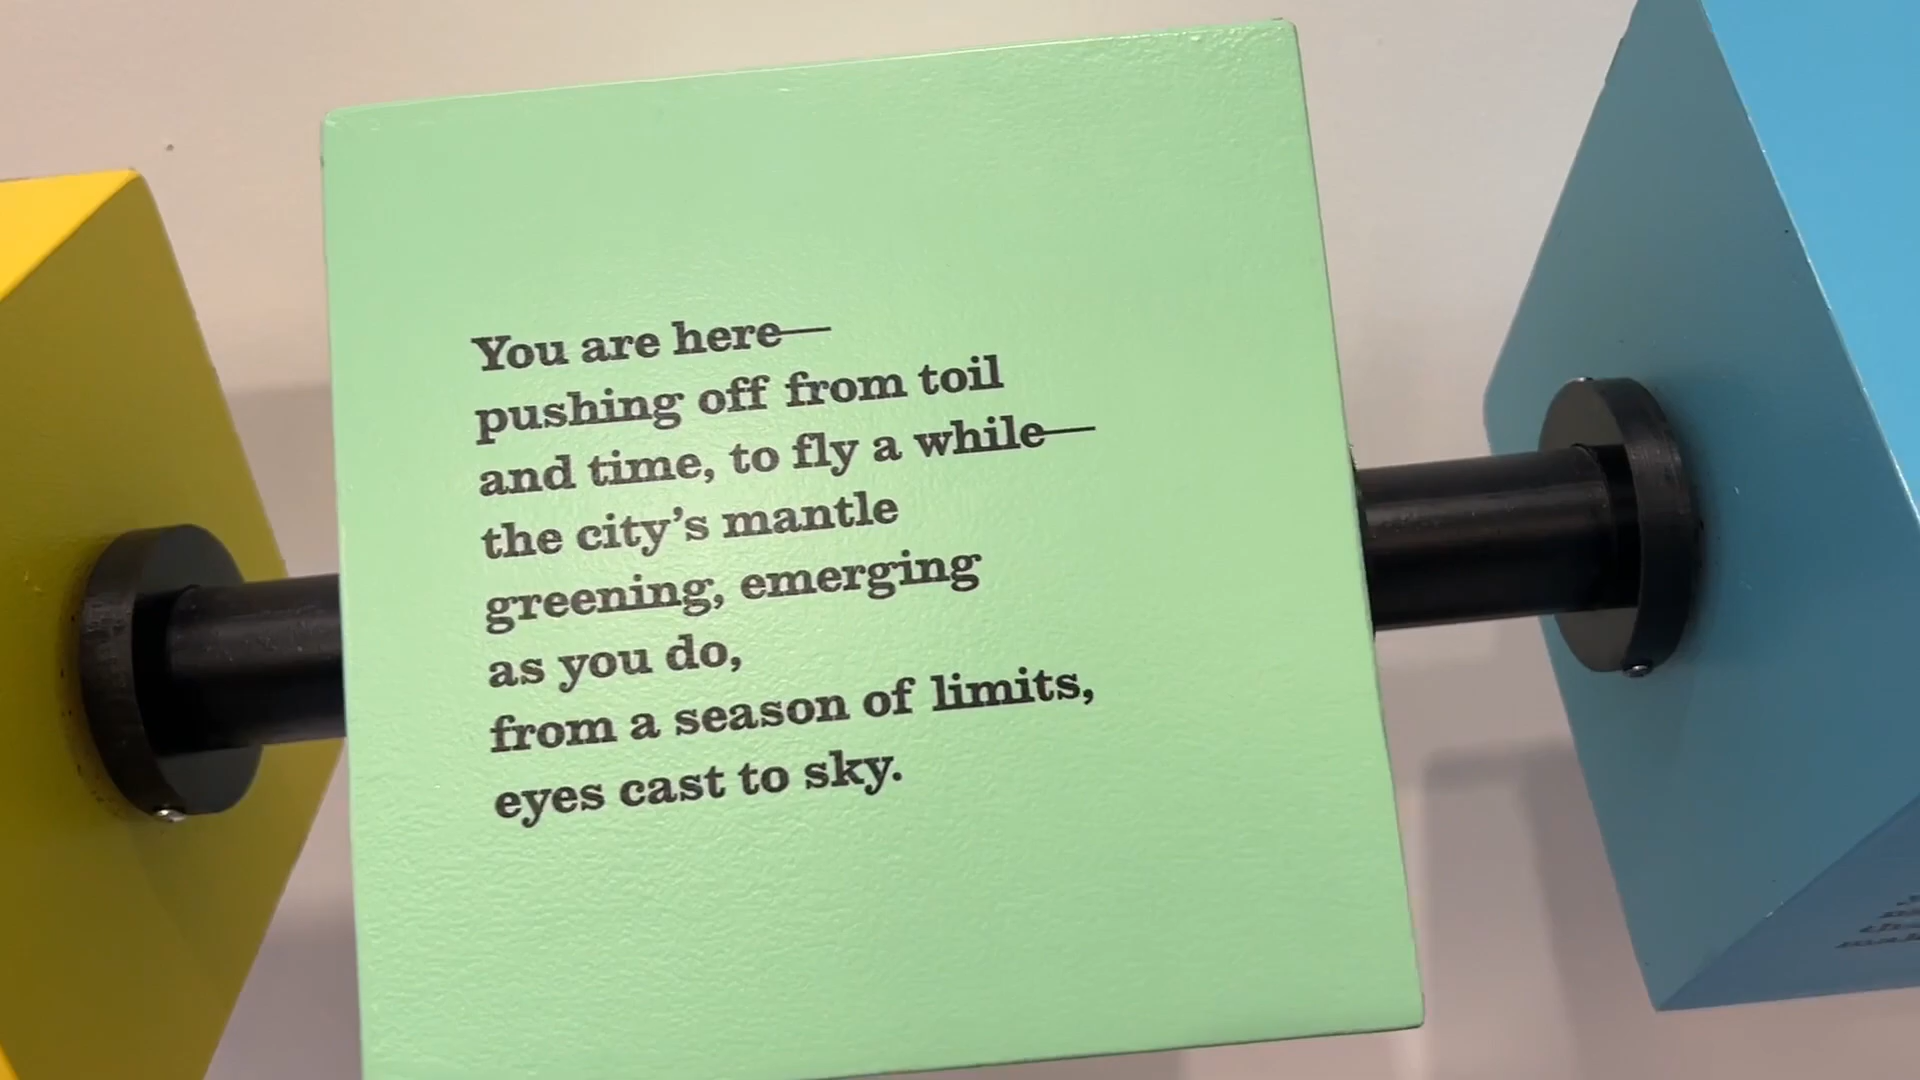 You are here—
pushing off from toil
and time, to fly a while—
the city’s mantle
greening, emerging
as you do,
from a season of limits,
eyes cast to sky.